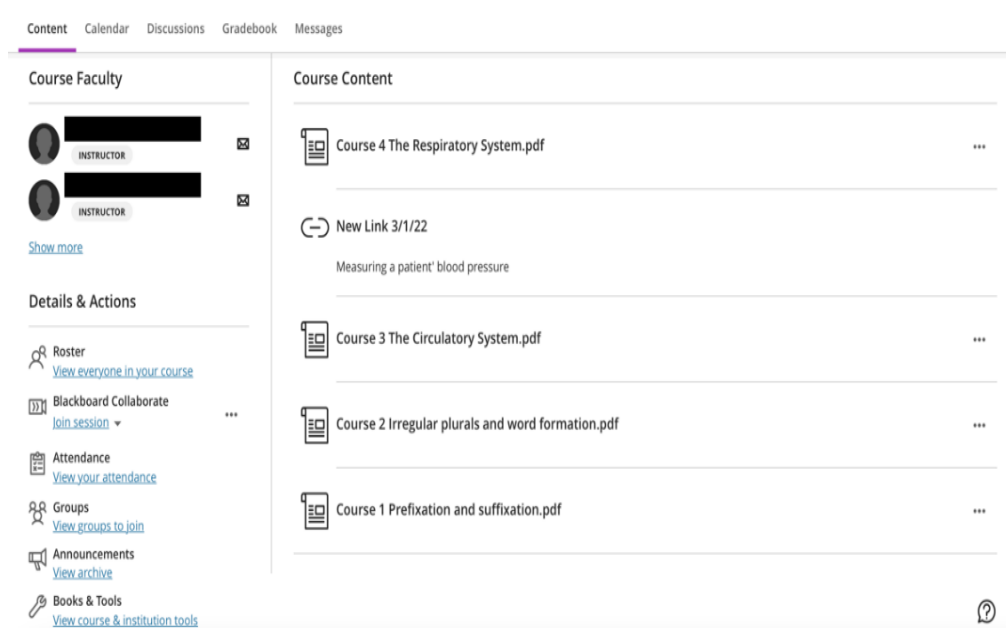 Content Calendar Discussions Gradebook Messages
Course Faculty
INSTRUCTOR
INSTRUCTOR
Show more
Details & Actions
Roster
View everyone in your course
Blackboard Collaborate
Join session
Attendance
View your attendance
Groups
View groups to join
Announcements
View archive
Books & Tools
View course & institution tools
Course Content
Course 4 The Respiratory System.pdf
New Link 3/1/22
Measuring a patient' blood pressure
Course 3 The Circulatory System.pdf
Course 2 Irregular plurals and word formation.pdf
Course 1 Prefixation and suffixation.pdf